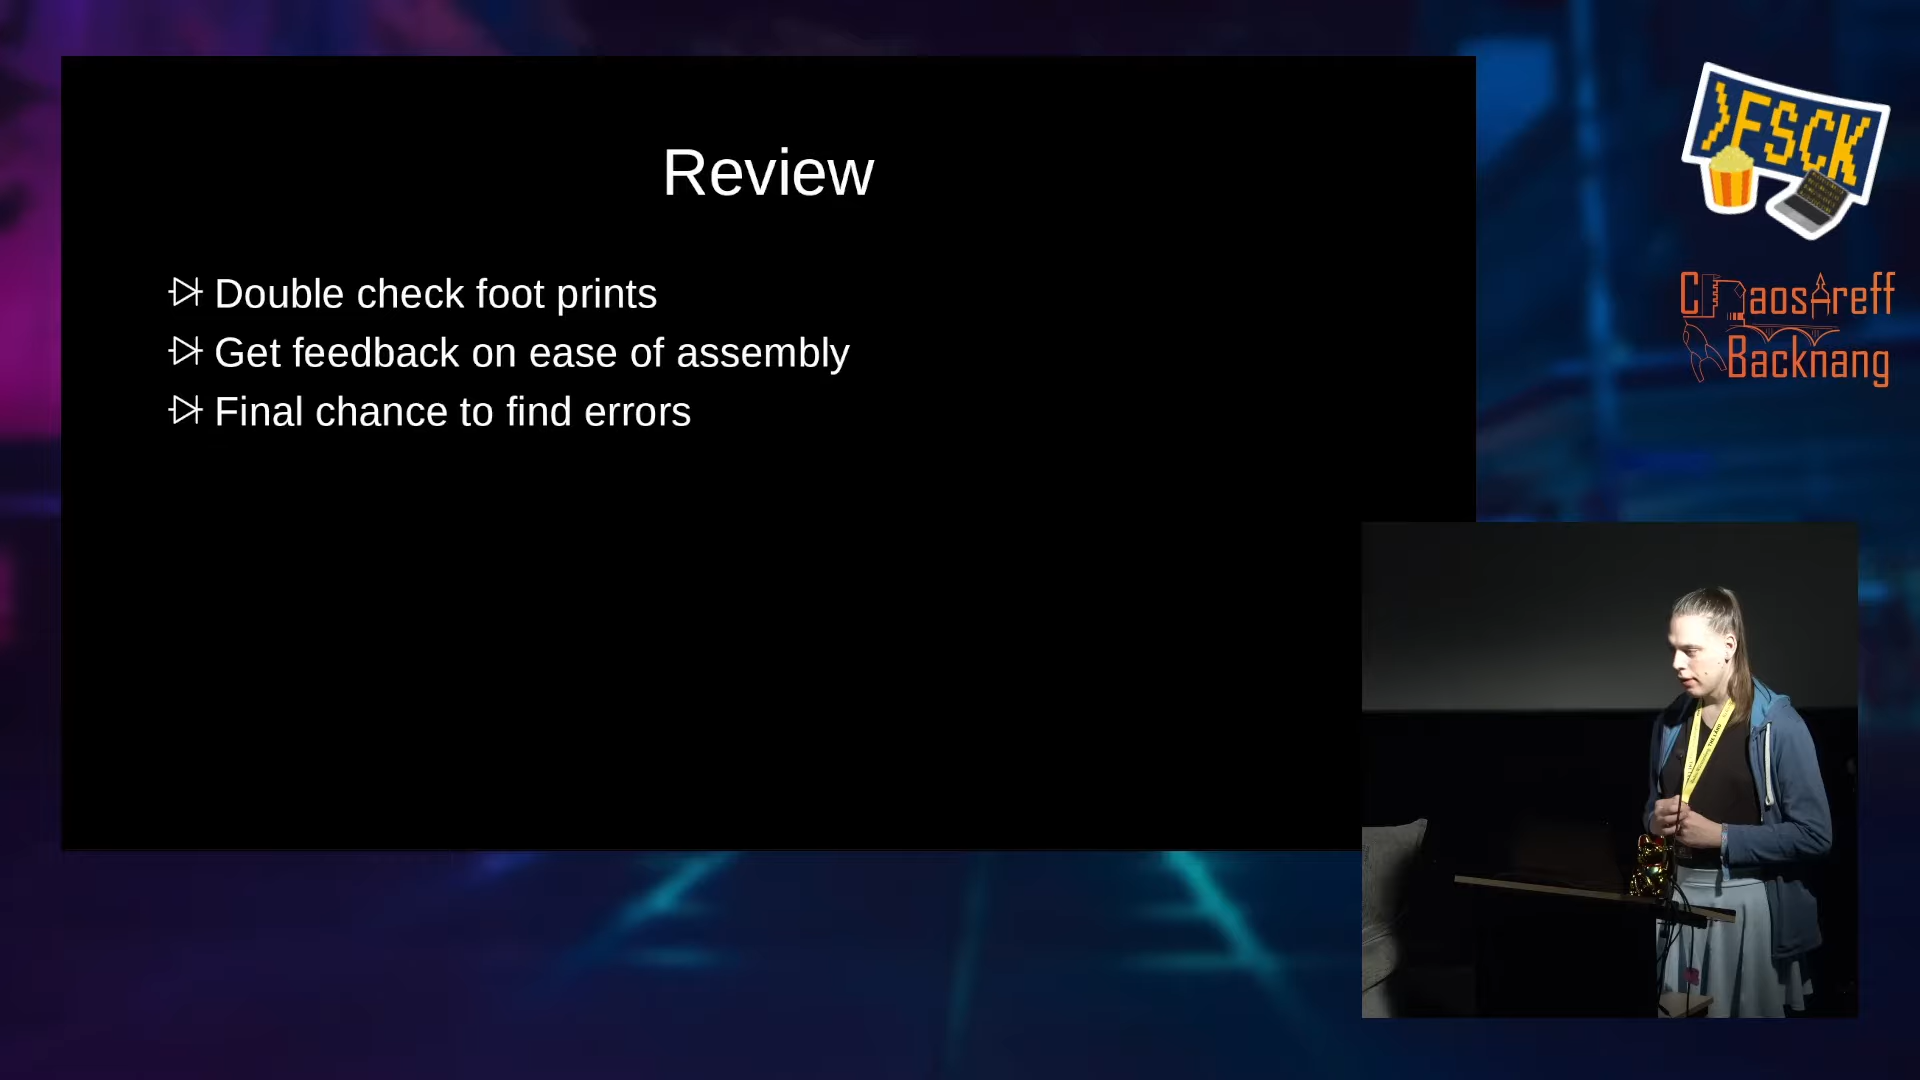 Review
Double check foot prints
Get feedback on ease of assembly
Final chance to find errors
>FSCK
Chaostreff
Backnang